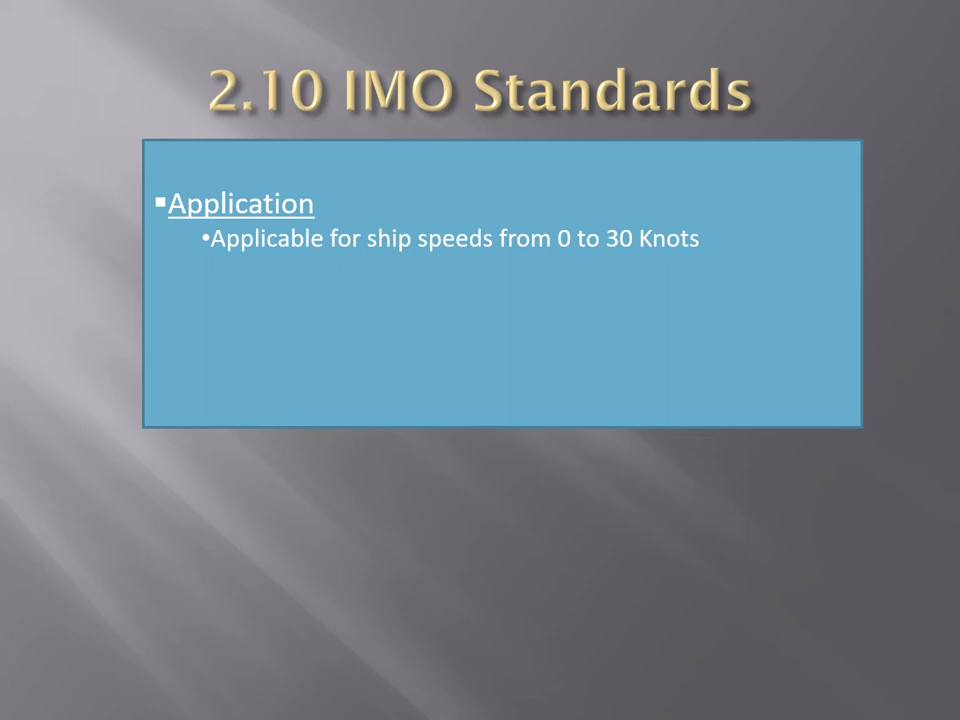 2.10 IMO Standards
▪Application
•Applicable for ship speeds from 0 to 30 Knots